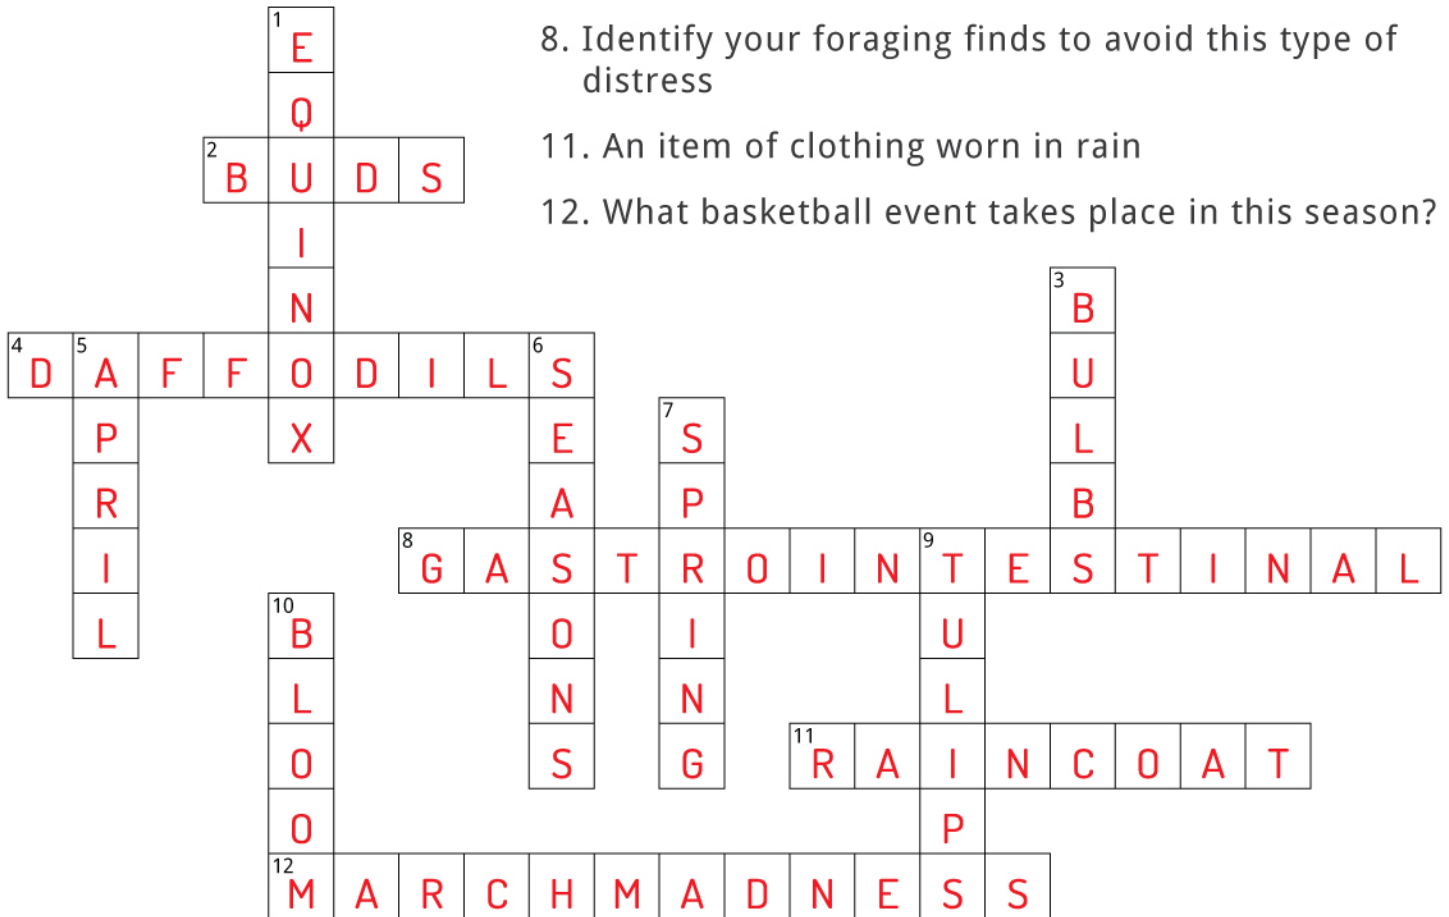 8. Identify your foraging finds to avoid this type of
distress
11. An item of clothing worn in rain
12. What basketball event takes place in this season?
1 E
Q
2 B U D S
I
N 3 B
4 D 5 A F F O D I L 6 S U
P X E 7 S L
R A P B
I 8 G A S T R O I N 9 T E S T I N A L
L 10 B O I U
L N N L
O S G 11 R A I N C O A T
O P
12 M A R C H M A D N E S S